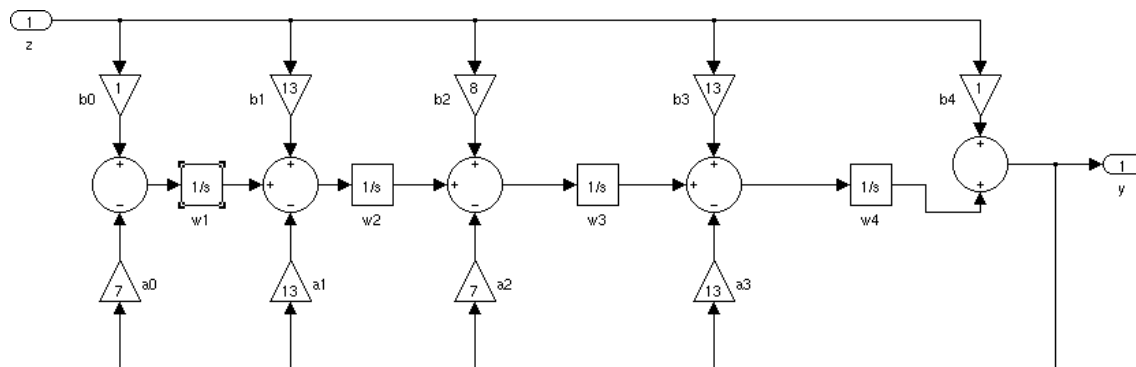 1
z
b0 1 b1 13 b2 8 b3 13 b4 1
+ + + + +
1/s + 1/s + 1/s + 1/s 1
− − − − +
w1 w2 w3 w4 y
7 a0 13 a1 7 a2 13 a3